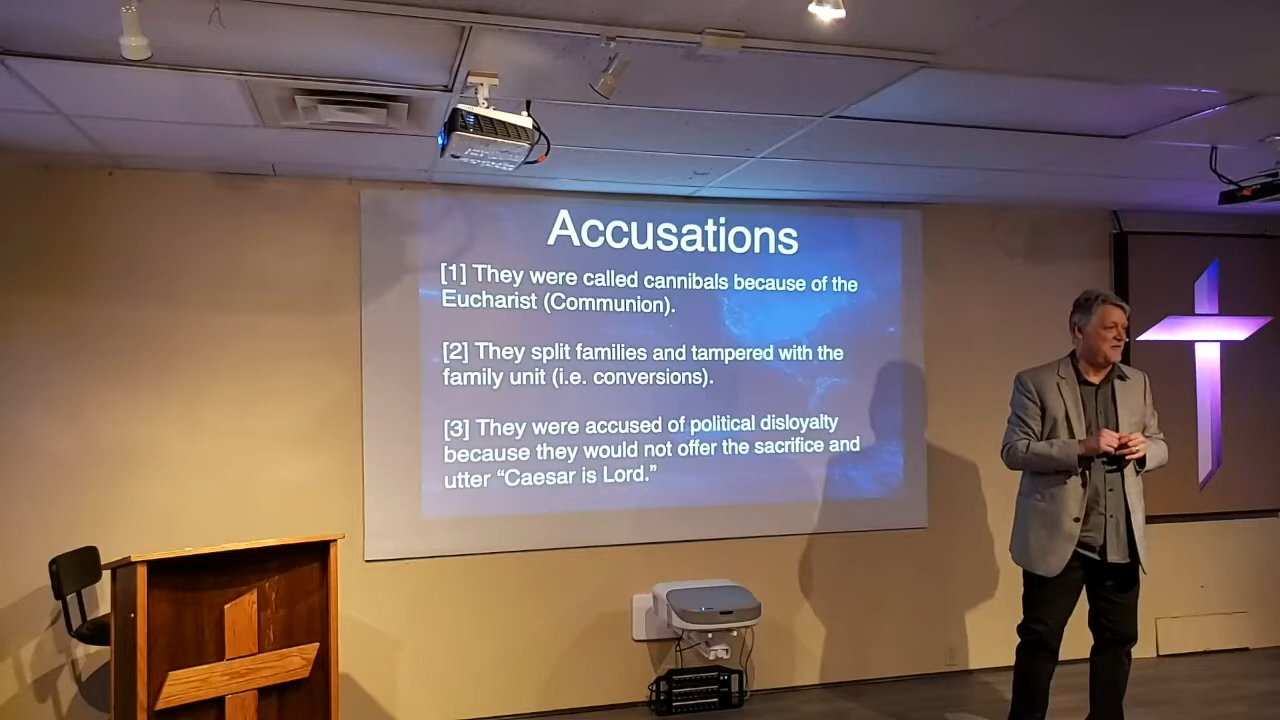 Accusations
[1] They were called cannibals because of the
Eucharist (Communion).
[2] They split families and tampered with the
family unit (i.e. conversions).
[3] They were accused of political disloyalty
because they would not offer the sacrifice and
utter “Caesar is Lord.”